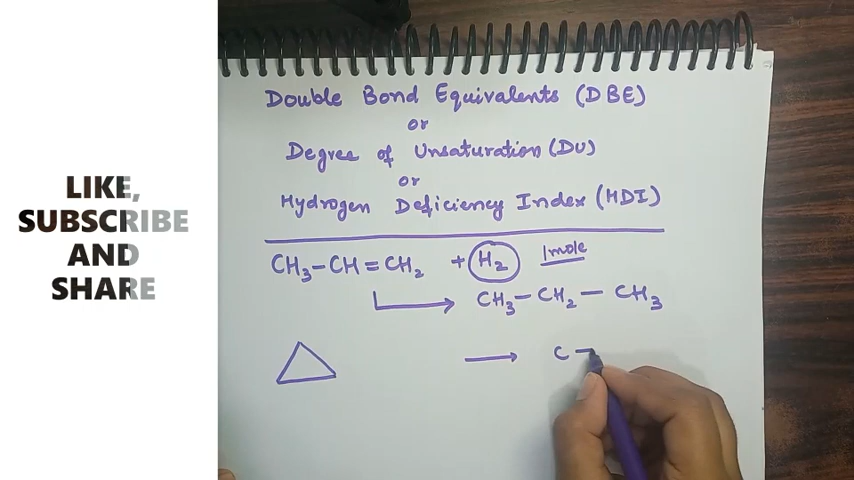 LIKE,
SUBSCRIBE
AND
SHARE
Double Bond Equivalents (DBE)
or
Degree of Unsaturation (DU)
or
Hydrogen Deficiency Index (HDI)
CH₃-CH=CH₂ + H₂ 1mole
CH₃-CH₂-CH₃
→ C-